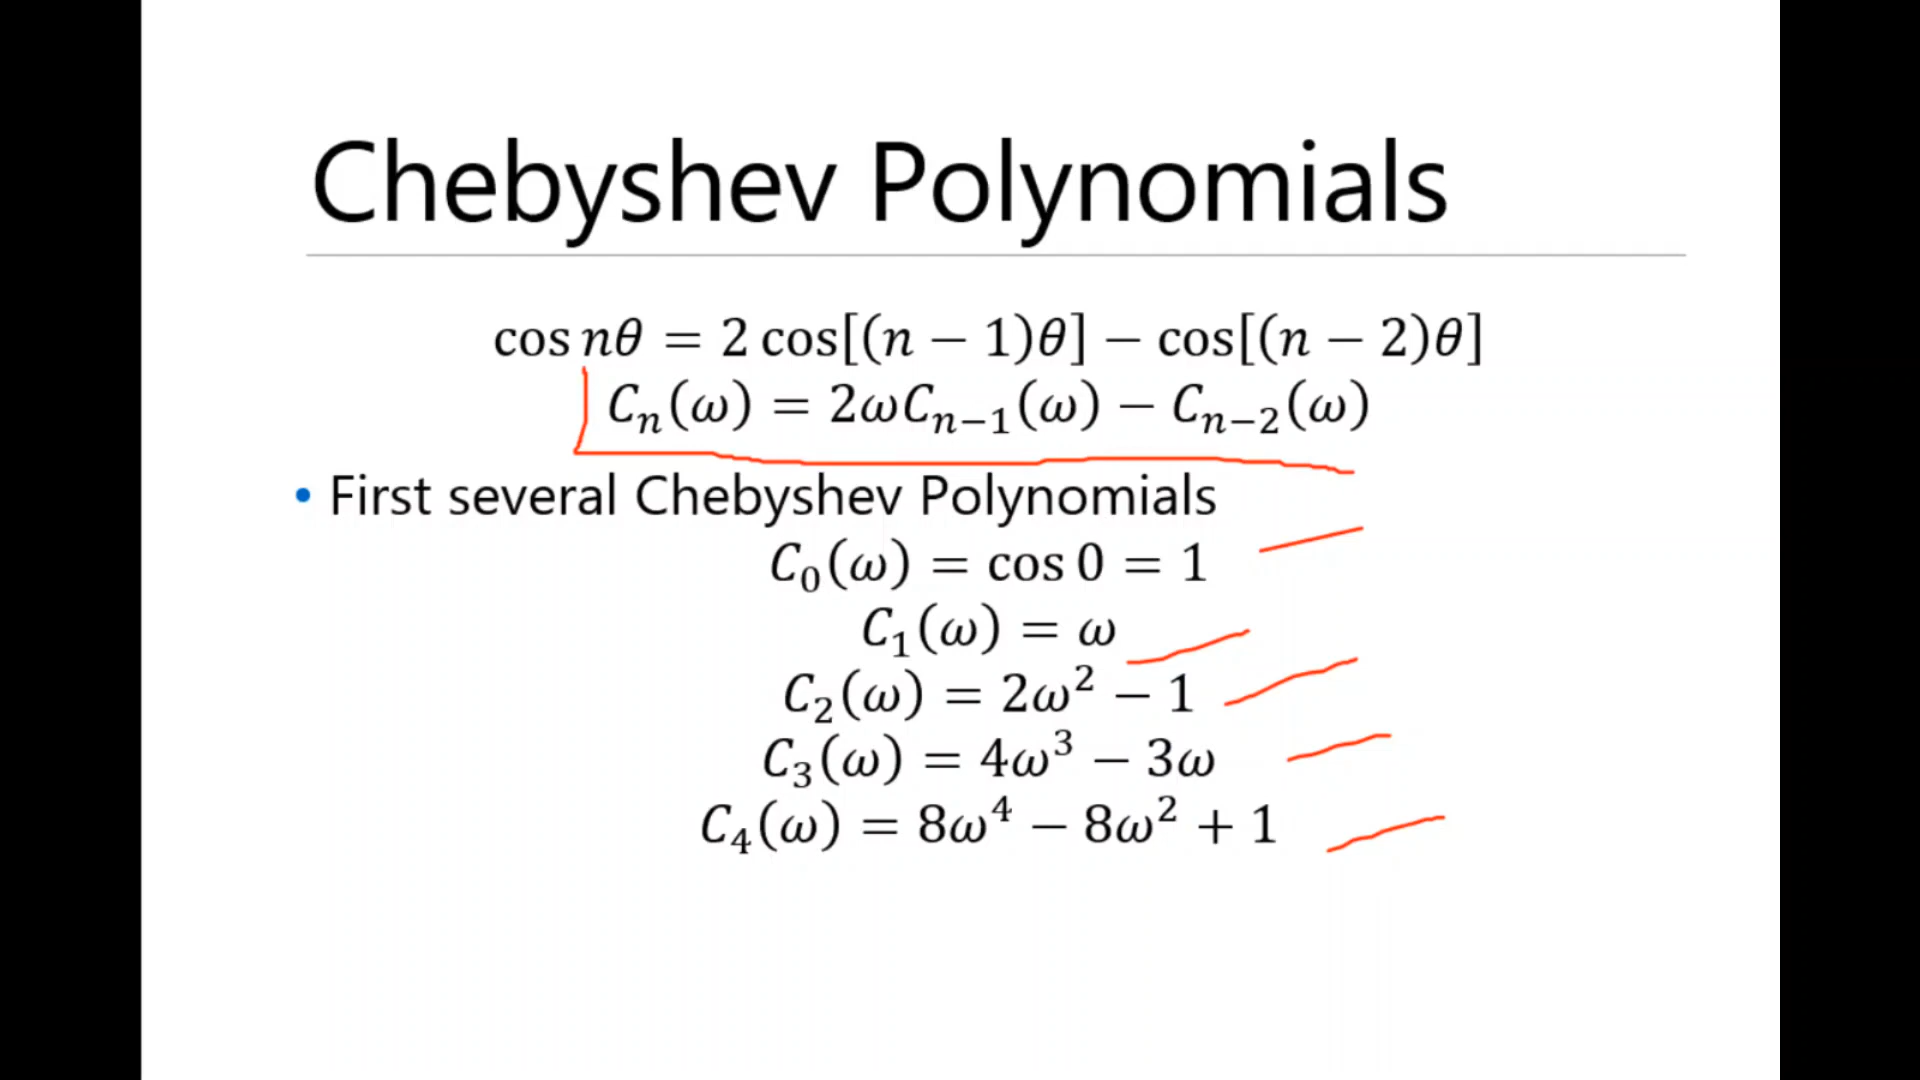 Chebyshev Polynomials
cos nθ = 2 cos[(n − 1)θ] − cos[(n − 2)θ]
Cₙ(ω) = 2ωCₙ₋₁(ω) − Cₙ₋₂(ω)
• First several Chebyshev Polynomials
C₀(ω) = cos 0 = 1
C₁(ω) = ω
C₂(ω) = 2ω² − 1
C₃(ω) = 4ω³ − 3ω
C₄(ω) = 8ω⁴ − 8ω² + 1